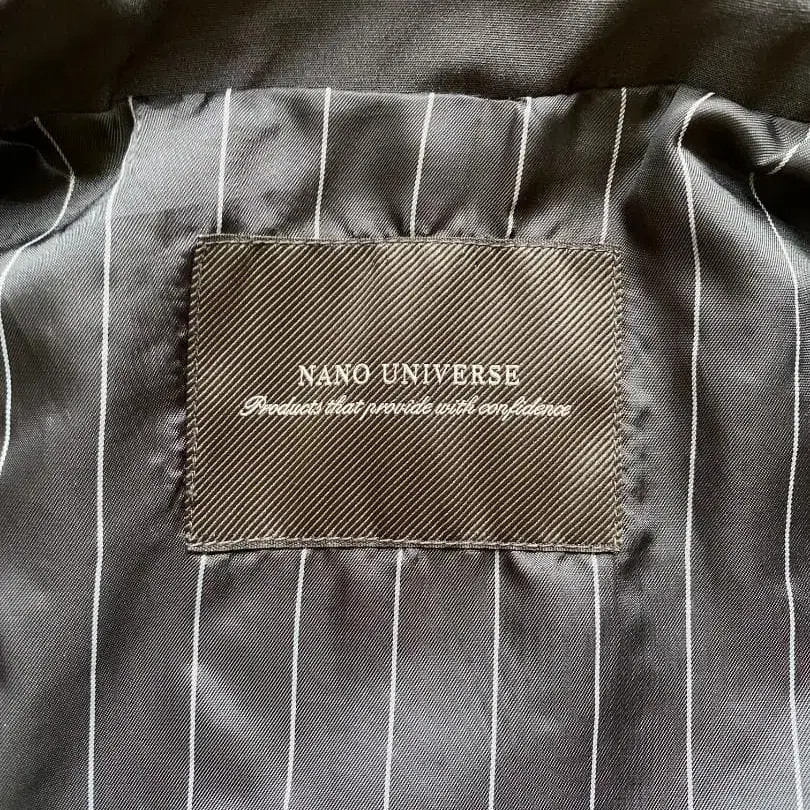 NANO UNIVERSE
Products that provide with confidence